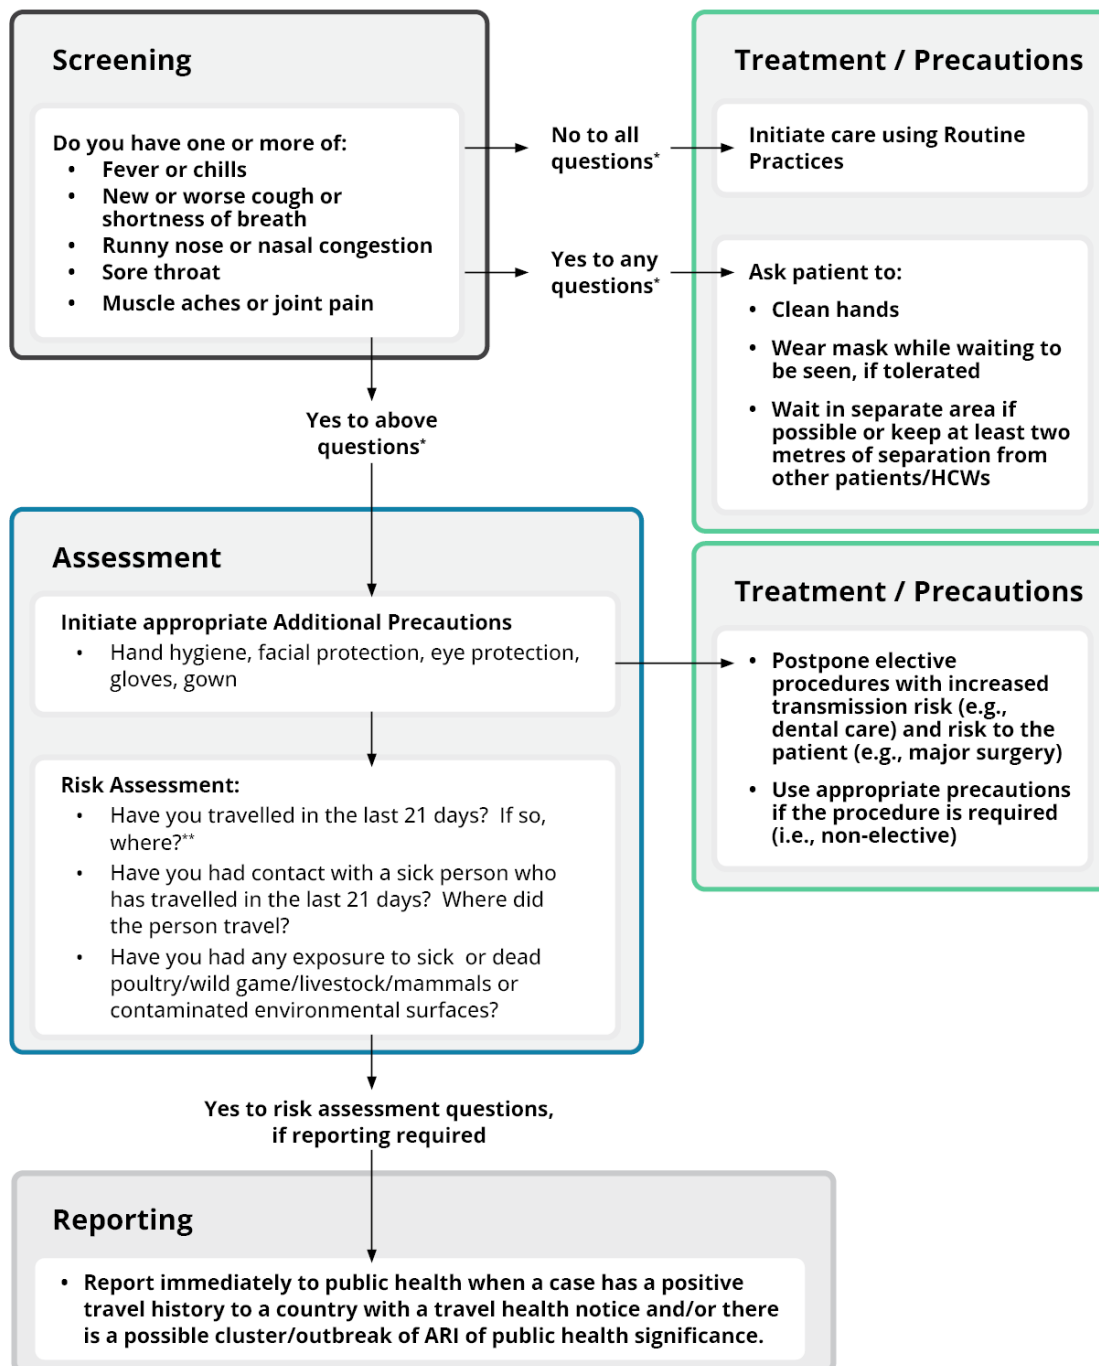 Screening
Do you have one or more of:
• Fever or chills
• New or worse cough or
shortness of breath
• Runny nose or nasal congestion
• Sore throat
• Muscle aches or joint pain
No to all
questions*
Yes to any
questions*
Treatment / Precautions
Initiate care using Routine
Practices
Ask patient to:
• Clean hands
• Wear mask while waiting to
be seen, if tolerated
• Wait in separate area if
possible or keep at least two
metres of separation from
other patients/HCWs
Yes to above
questions*
Assessment
Initiate appropriate Additional Precautions
• Hand hygiene, facial protection, eye protection,
gloves, gown
Treatment / Precautions
• Postpone elective
procedures with increased
transmission risk (e.g.,
dental care) and risk to the
patient (e.g., major surgery)
• Use appropriate precautions
if the procedure is required
(i.e., non-elective)
Risk Assessment:
• Have you travelled in the last 21 days?  If so,
where?**
• Have you had contact with a sick person who
has travelled in the last 21 days?  Where did
the person travel?
• Have you had any exposure to sick  or dead
poultry/wild game/livestock/mammals or
contaminated environmental surfaces?
Yes to risk assessment questions,
if reporting required
Reporting
• Report immediately to public health when a case has a positive
travel history to a country with a travel health notice and/or there
is a possible cluster/outbreak of ARI of public health significance.